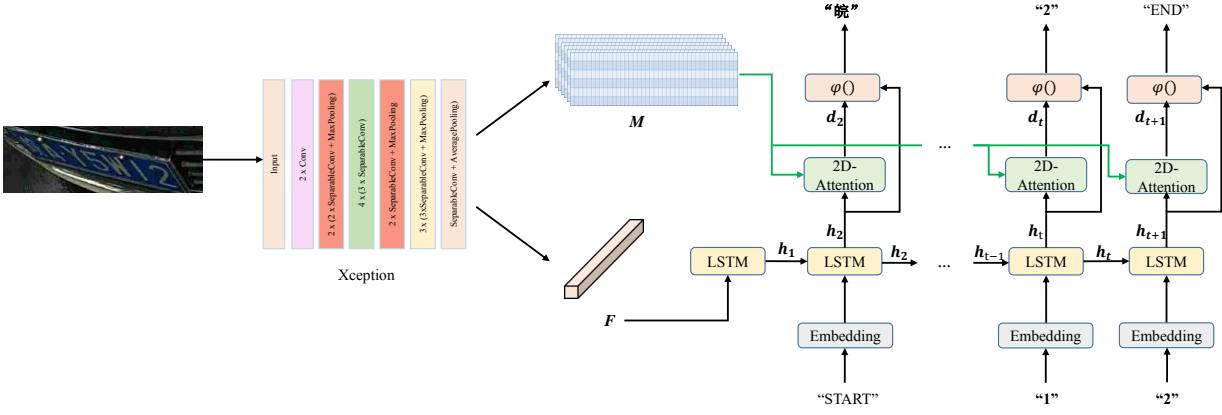 “皖” “2” “END”
φ() φ() φ()
M d2 dt dt+1
... 
2D-Attention 2D-Attention 2D-Attention
A·Y5W12
Input
2 x Conv
2 x (2 x SeparableConv + MaxPooling)
4 x (3 x SeparableConv)
2 x SeparableConv + MaxPooling
3 x (3xSeparableConv + MaxPooling)
SeparableConv + AveragePooling
Xception
h2 ht ht+1
LSTM h1 LSTM h2 ... ht−1 LSTM ht LSTM
F
Embedding Embedding Embedding
“START” “1” “2”